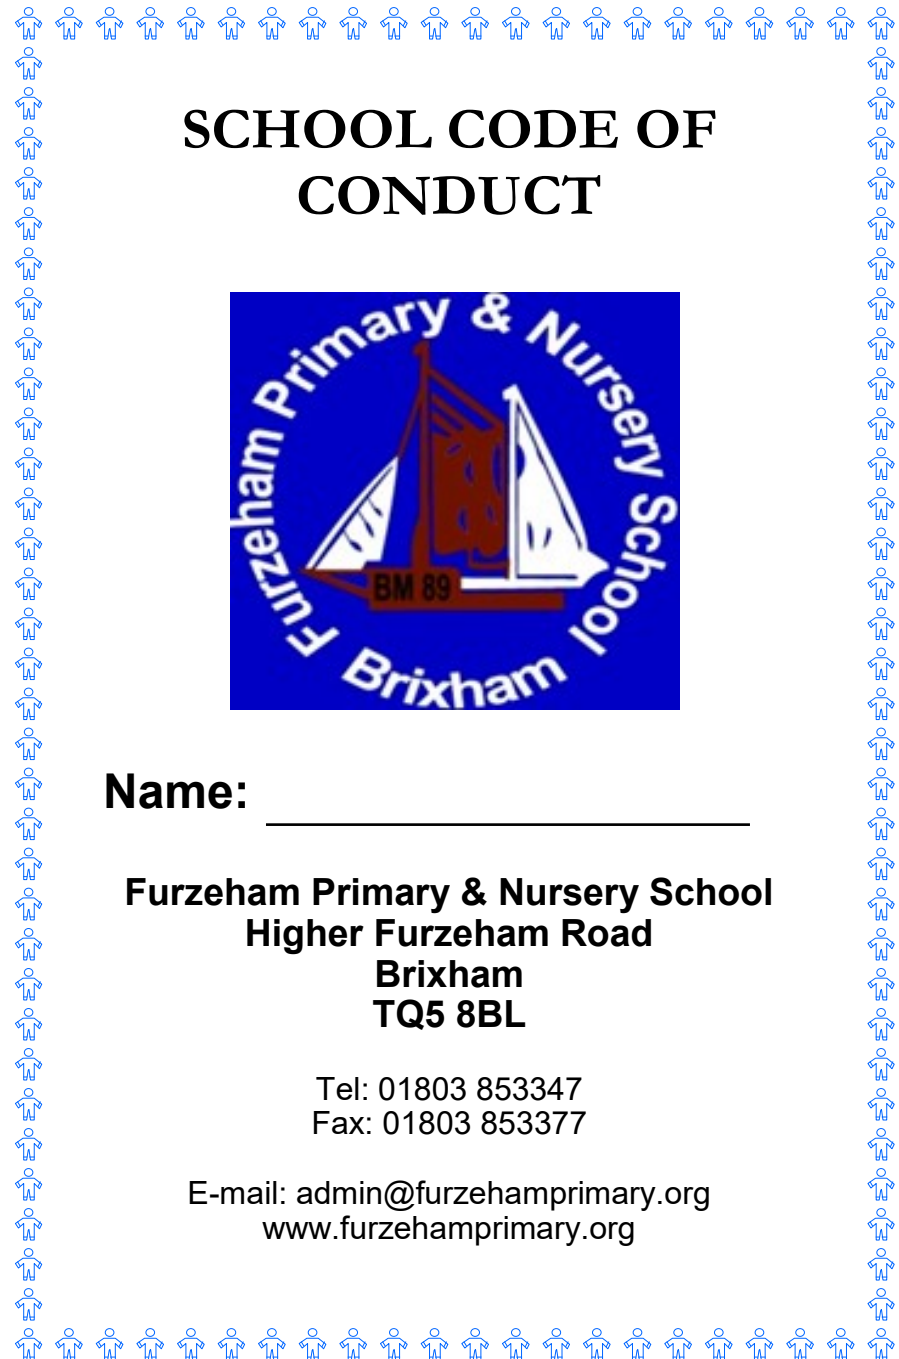 SCHOOL CODE OF
CONDUCT
Furzeham Primary & Nursery School
BM 89
Brixham
Name:
Furzeham Primary & Nursery School
Higher Furzeham Road
Brixham
TQ5 8BL
Tel: 01803 853347
Fax: 01803 853377
E-mail: admin@furzehamprimary.org
www.furzehamprimary.org